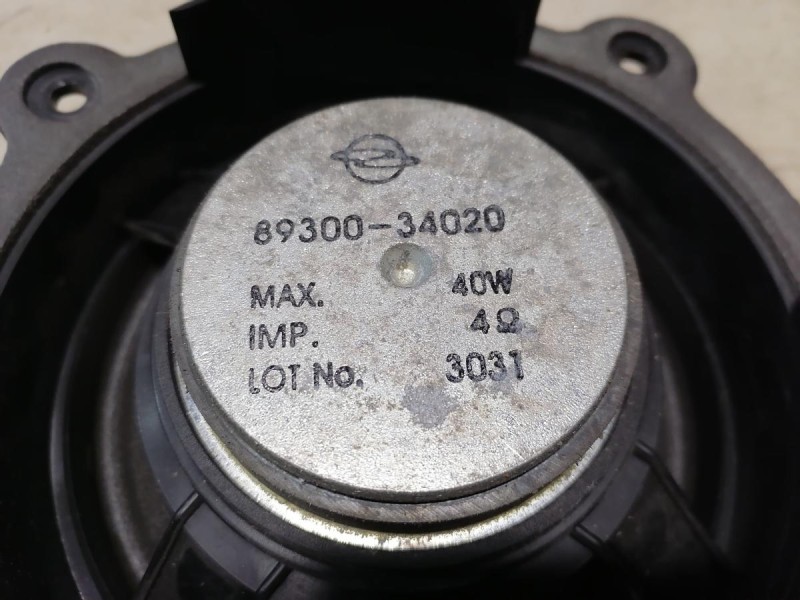 89300-34020
MAX. 40W
IMP. 4Ω
LOT No. 3031